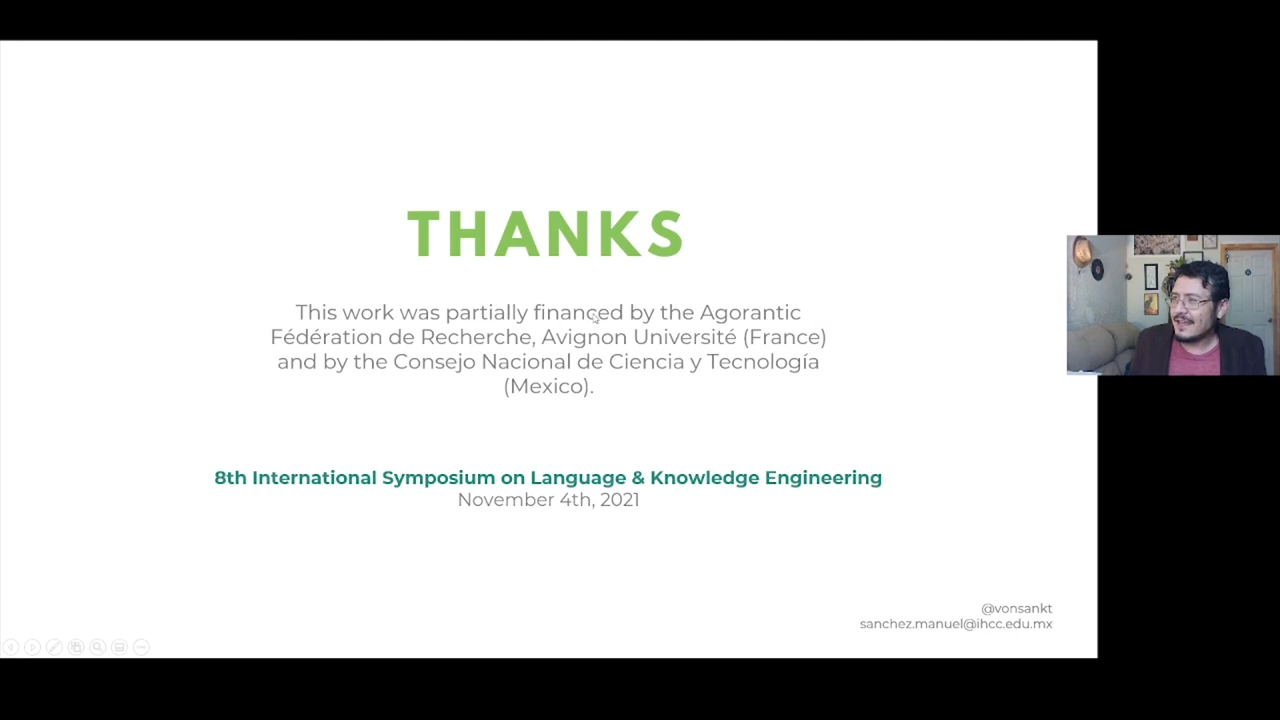 THANKS
This work was partially financed by the Agorantic
Fédération de Recherche, Avignon Université (France)
and by the Consejo Nacional de Ciencia y Tecnología
(Mexico).
8th International Symposium on Language & Knowledge Engineering
November 4th, 2021
@vonsankt
sanchez.manuel@ihcc.edu.mx